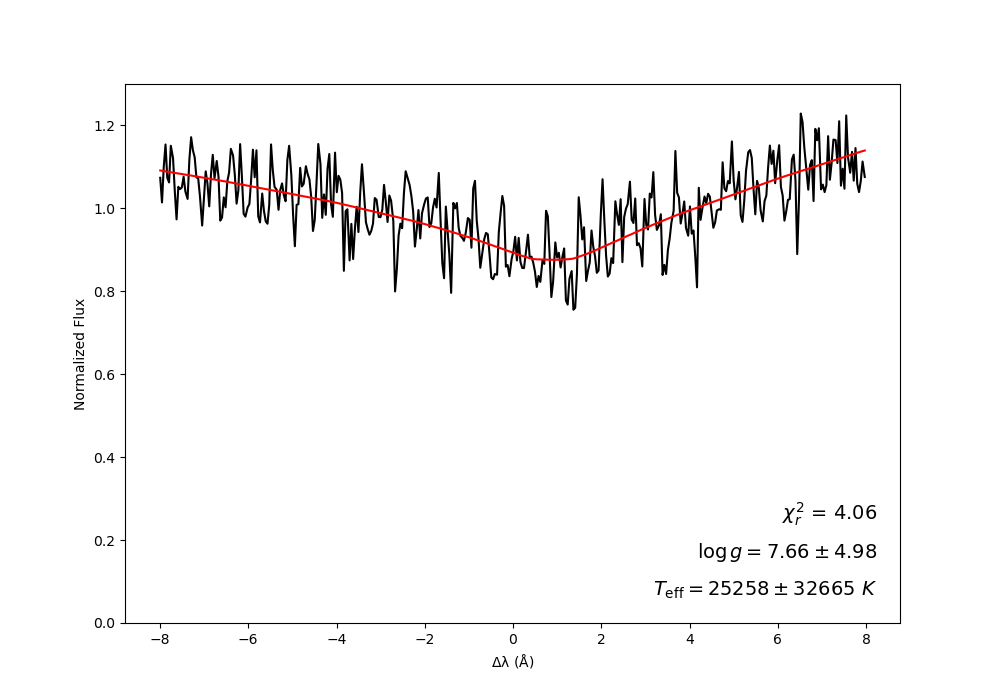 1.2
1.0
0.8
0.6
0.4
0.2
0.0
Normalized Flux
χ²ᵣ = 4.06
log g = 7.66 ± 4.98
T_eff = 25258 ± 32665 K
−8 −6 −4 −2 0 2 4 6 8
Δλ (Å)